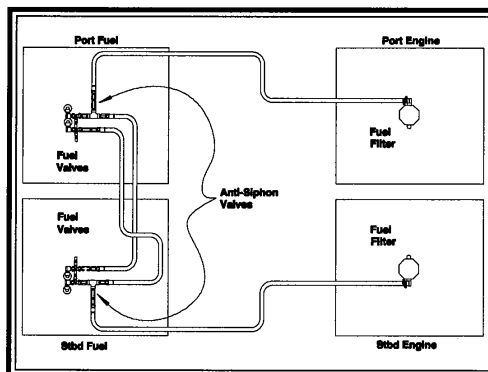 Port Fuel
Port Engine
Fuel
Valves
Fuel
Filter
Anti-Siphon
Valves
Fuel
Valves
Fuel
Filter
Stbd Fuel
Stbd Engine